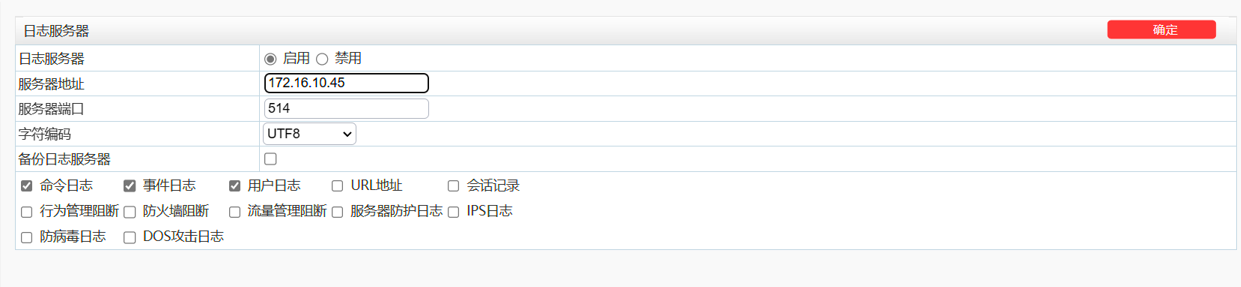 日志服务器 确定
日志服务器 启用 禁用
服务器地址 172.16.10.45
服务器端口 514
字符编码 UTF8
备份日志服务器
命令日志 事件日志 用户日志 URL地址 会话记录
行为管理阻断 防火墙阻断 流量管理阻断 服务器防护日志 IPS日志
防病毒日志 DOS攻击日志